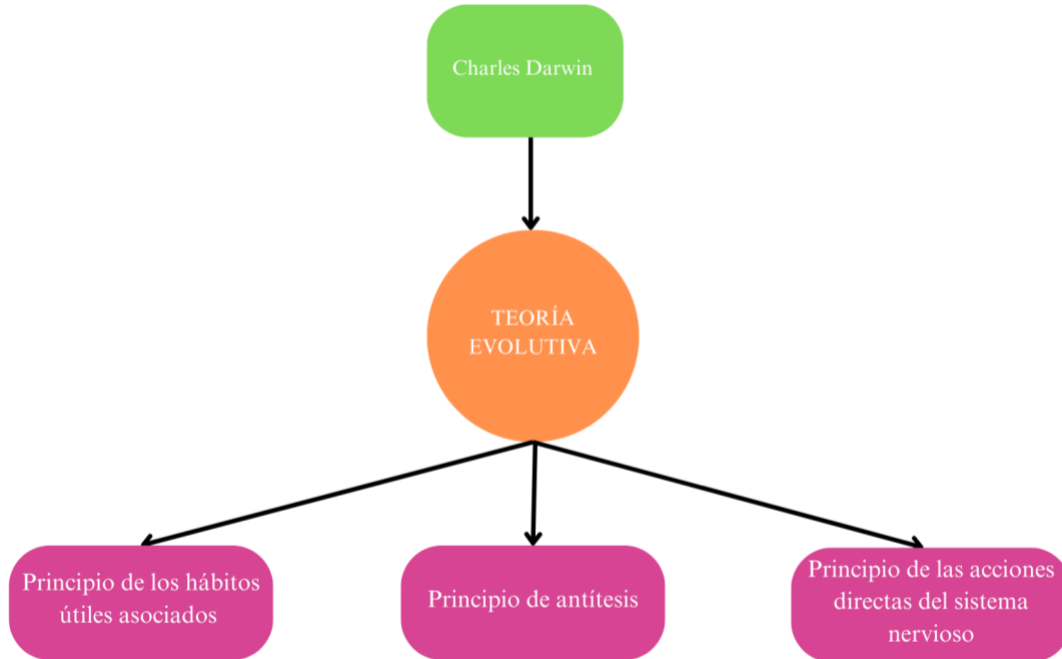 Charles Darwin
TEORÍA
EVOLUTIVA
Principio de los hábitos
útiles asociados
Principio de antítesis
Principio de las acciones
directas del sistema
nervioso